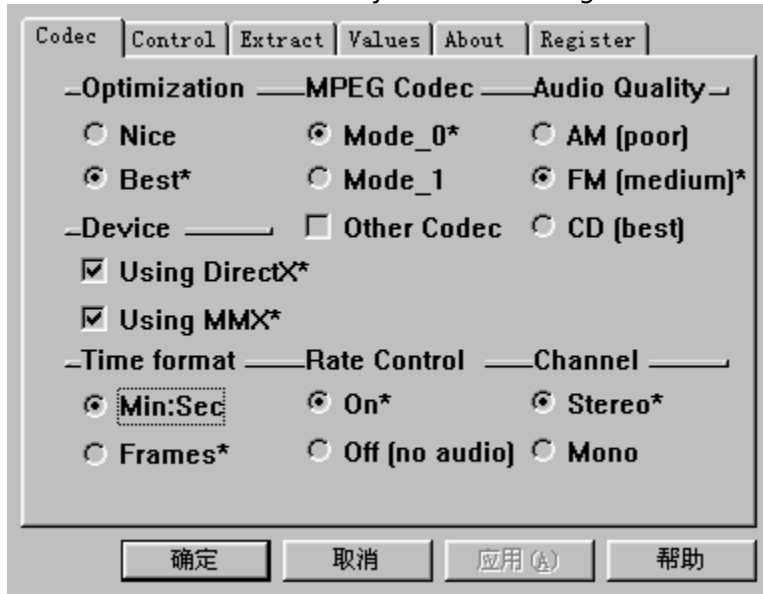 Codec Control Extract Values About Register
Optimization MPEG Codec Audio Quality
Nice Mode_0* AM (poor)
Best* Mode_1 FM (medium)*
Device Other Codec CD (best)
Using DirectX*
Using MMX*
Time format Rate Control Channel
Min:Sec On* Stereo*
Frames* Off (no audio) Mono
确定 取消 应用(A) 帮助